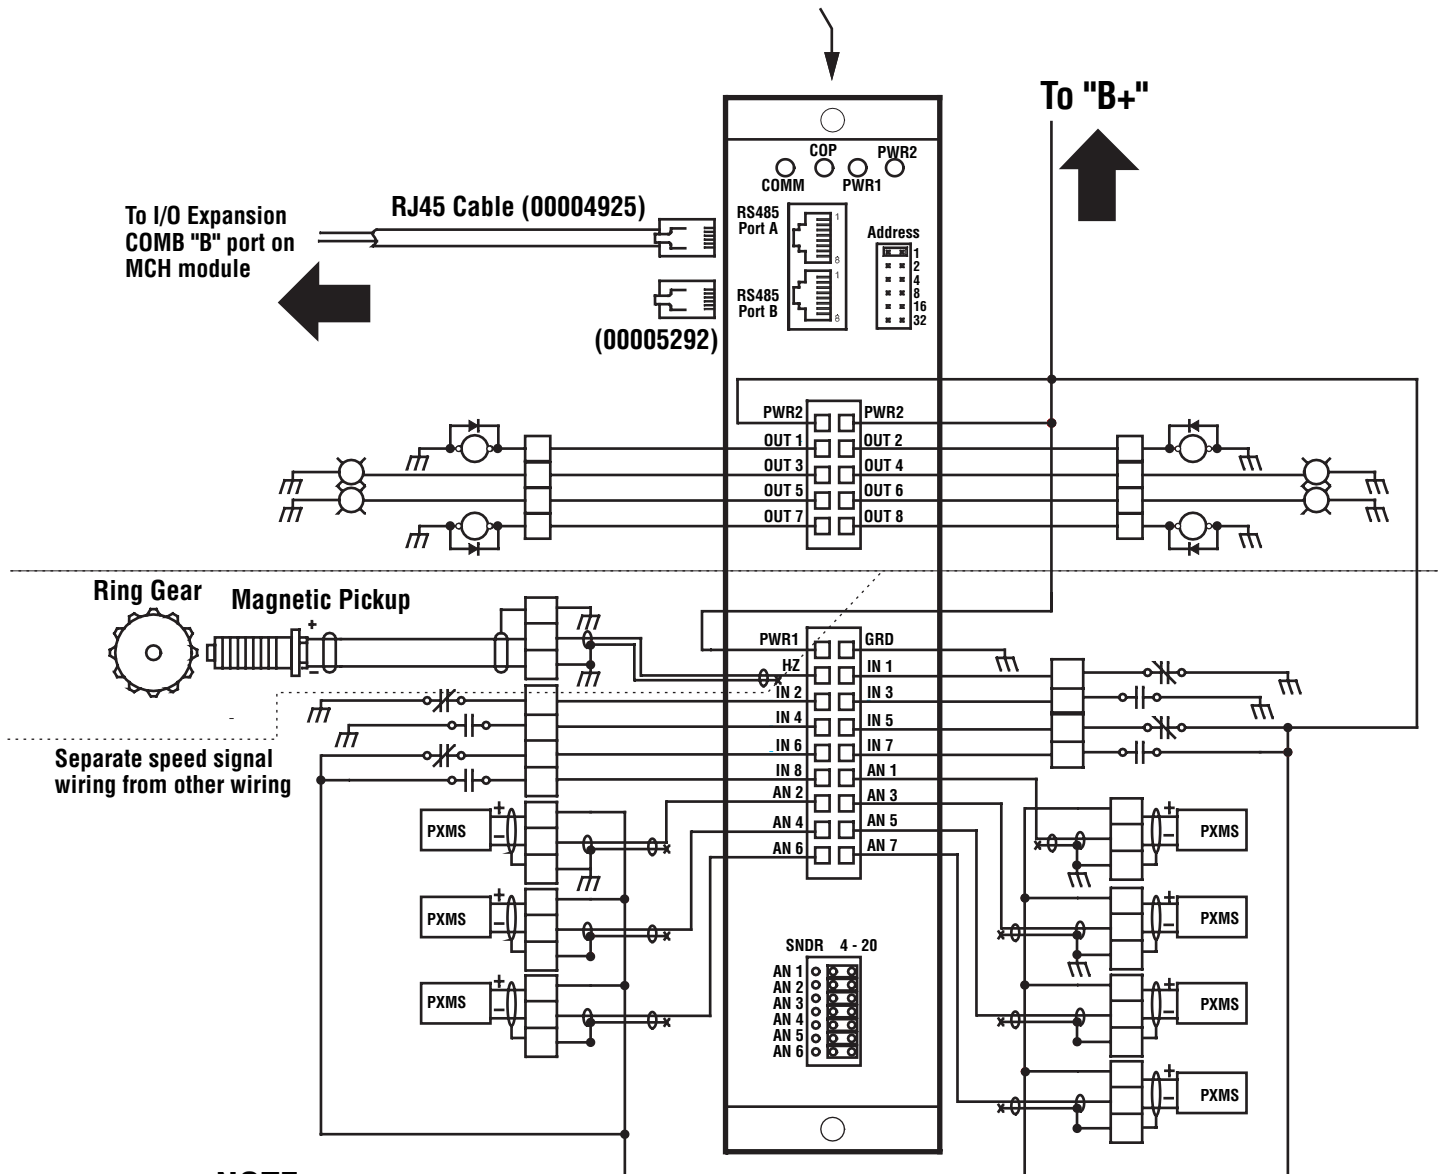 To "B+"
COP
PWR2
COMM
PWR1
RJ45 Cable (00004925)
To I/O Expansion
COMB "B" port on
MCH module
RS485
Port A
1
8
Address
1
2
4
8
16
32
RS485
Port B
1
8
(00005292)
PWR2
PWR2
OUT 1
OUT 2
OUT 3
OUT 4
OUT 5
OUT 6
OUT 7
OUT 8
Ring Gear
Magnetic Pickup
+
–
PWR1
GRD
HZ
IN 1
IN 2
IN 3
IN 4
IN 5
IN 6
IN 7
IN 8
AN 1
AN 2
AN 3
AN 4
AN 5
AN 6
AN 7
Separate speed signal
wiring from other wiring
PXMS
+
–
+
–
PXMS
PXMS
+
–
+
–
PXMS
PXMS
+
–
+
–
PXMS
+
–
PXMS
SNDR 4 - 20
AN 1
AN 2
AN 3
AN 4
AN 5
AN 6